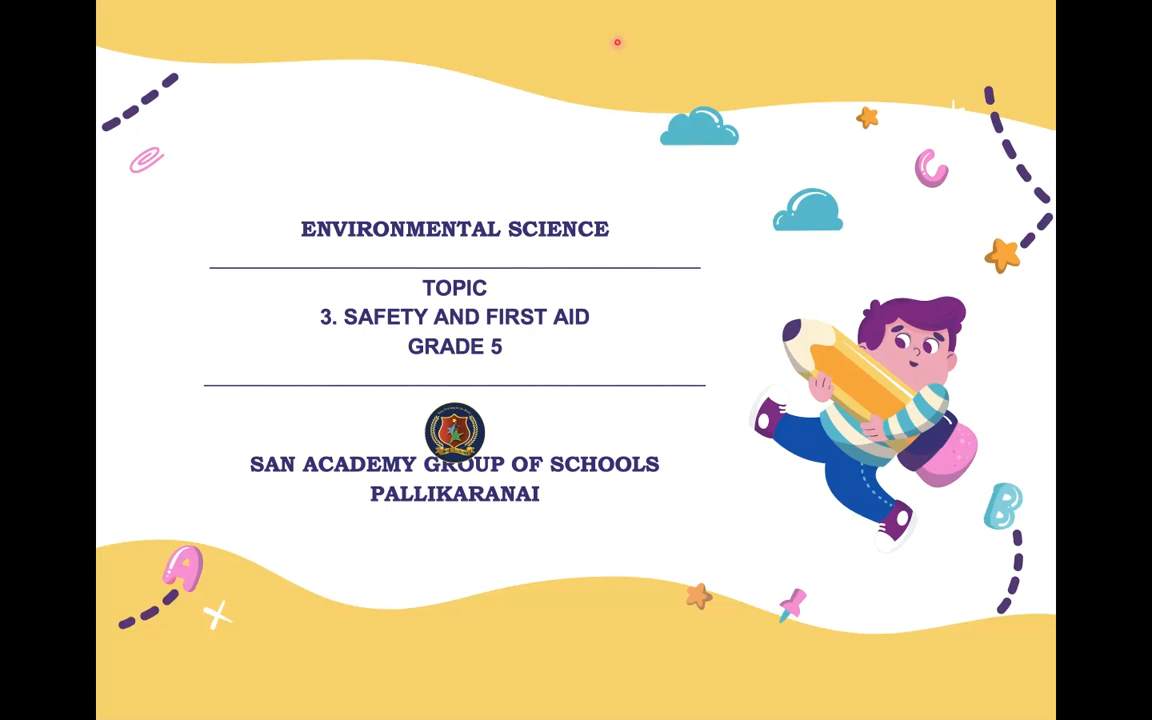 ENVIRONMENTAL SCIENCE
TOPIC
3. SAFETY AND FIRST AID
GRADE 5
SAN ACADEMY GROUP OF SCHOOLS
PALLIKARANAI
C
B
A